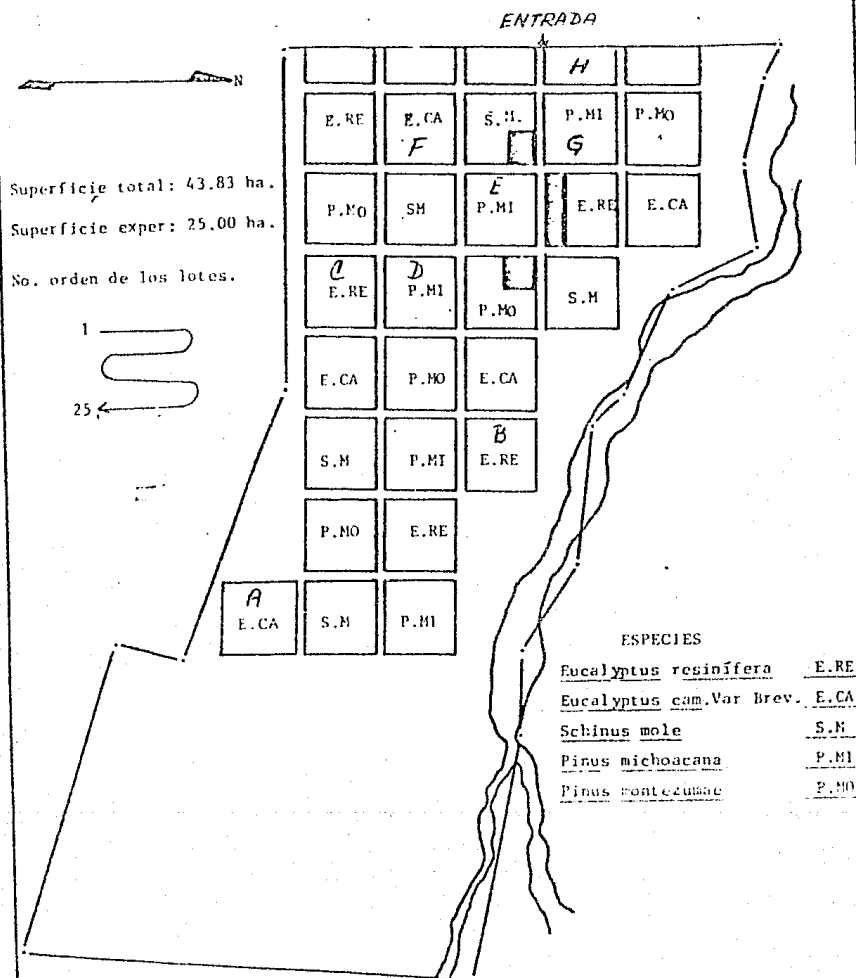 ENTRADA
N
H
E.RE E.CA S.M. P.MI P.MO
F G
Superficie total: 43.83 ha.
E
P.MO SM P.MI E.RE E.CA
Superficie exper: 25.00 ha.
No. orden de los lotes.
C D
E.RE P.MI P.MO S.M
1
E.CA P.MO E.CA
25
B
S.M P.MI E.RE
P.MO E.RE
A
E.CA S.M P.MI
ESPECIES
Eucalyptus resinífera E.RE
Eucalyptus cam.Var Brev. E.CA
Schinus mole S.M
Pinus michoacana P.MI
Pinus montezumae P.MO